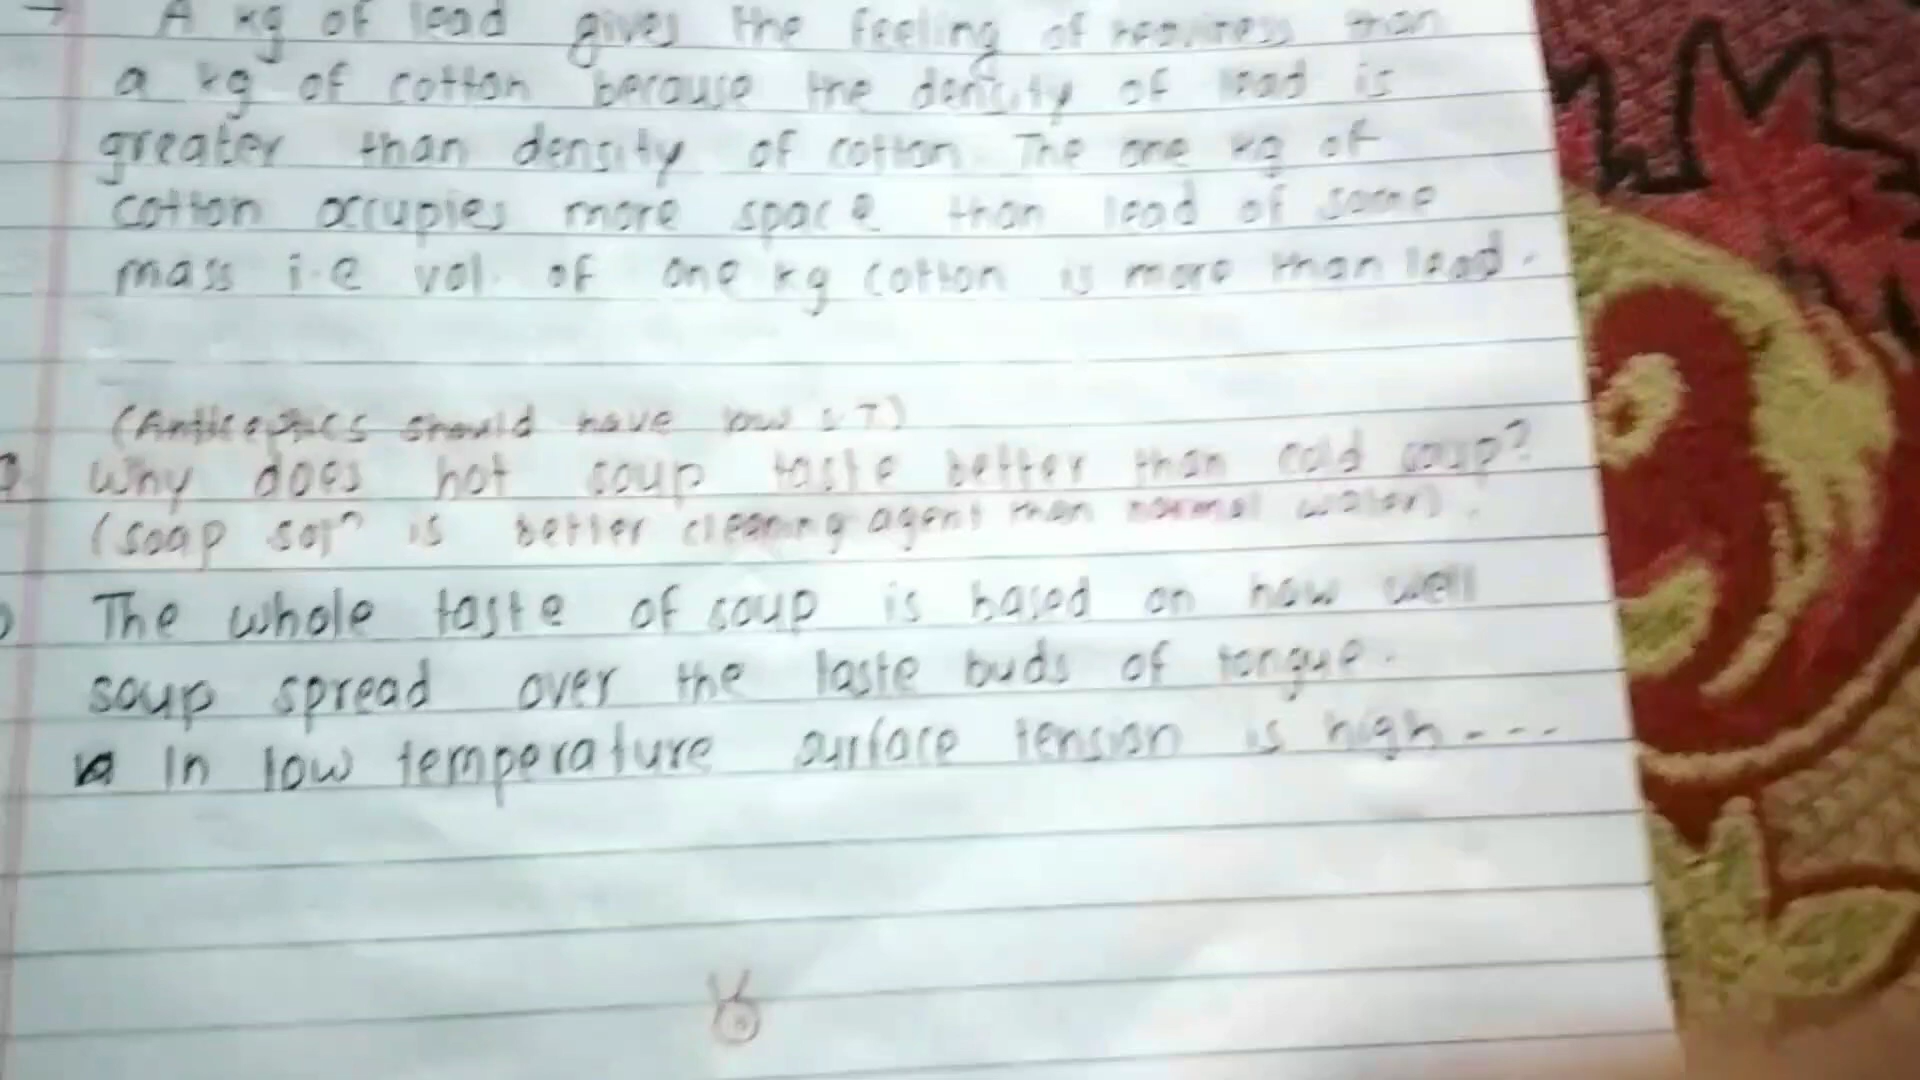 → A kg of lead gives the feeling of heaviness than
a kg of cotton because the density of lead is
greater than density of cotton. The one kg of
cotton occupies more space than lead of same
mass i.e vol. of one kg cotton is more than lead.
(Anticeptics should have low s.T)
Q. Why does hot soup taste better than cold soup?
(soap solⁿ is better cleaning agent than normal water).
The whole taste of soup is based on how well
soup spread over the taste buds of tongue.
In low temperature surface tension is high ---